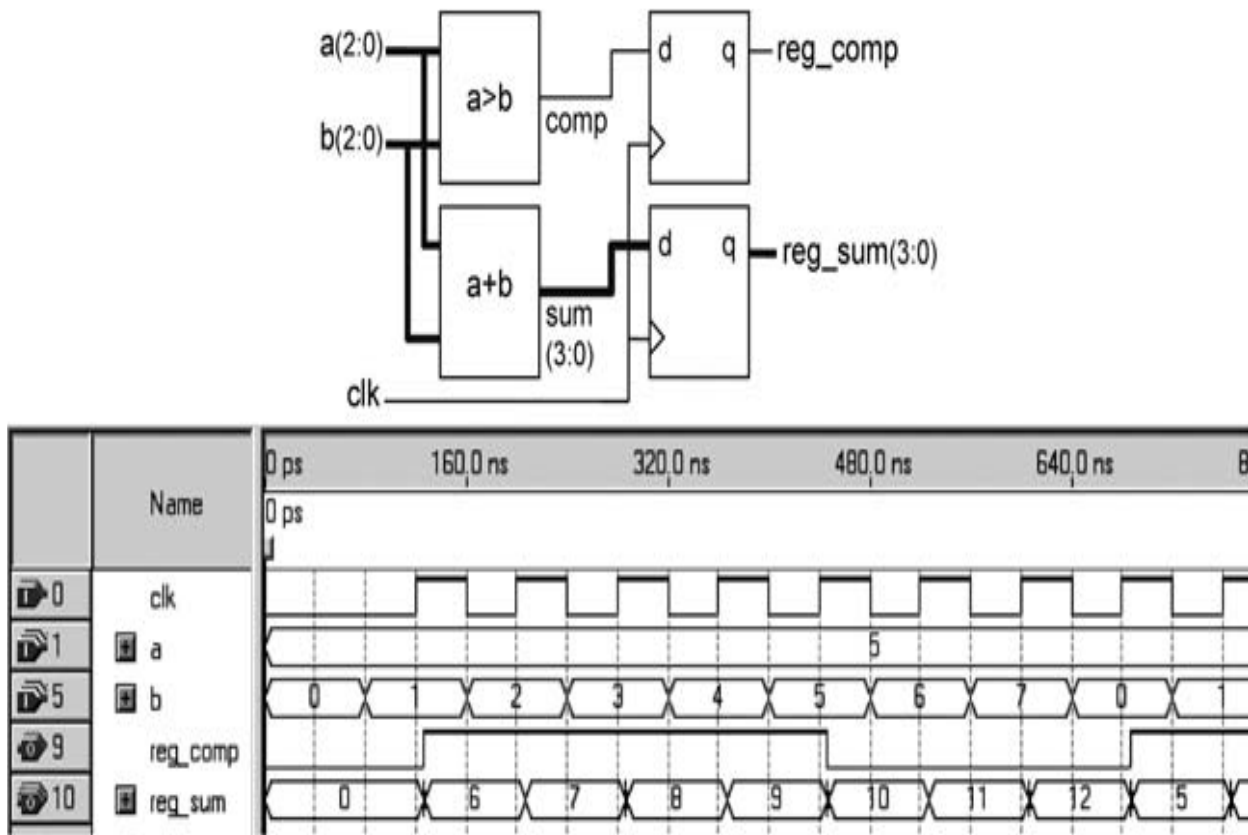 a(2:0)
b(2:0)
a>b
comp
d q
reg_comp
a+b
sum
(3:0)
d q
reg_sum(3:0)
clk
Name
0 ps 160.0 ns 320.0 ns 480.0 ns 640.0 ns 8
0 ps
0 clk
1 a 5
5 b 0 1 2 3 4 5 6 7 0 1
9 reg_comp
10 reg_sum 0 6 7 8 9 10 11 12 5